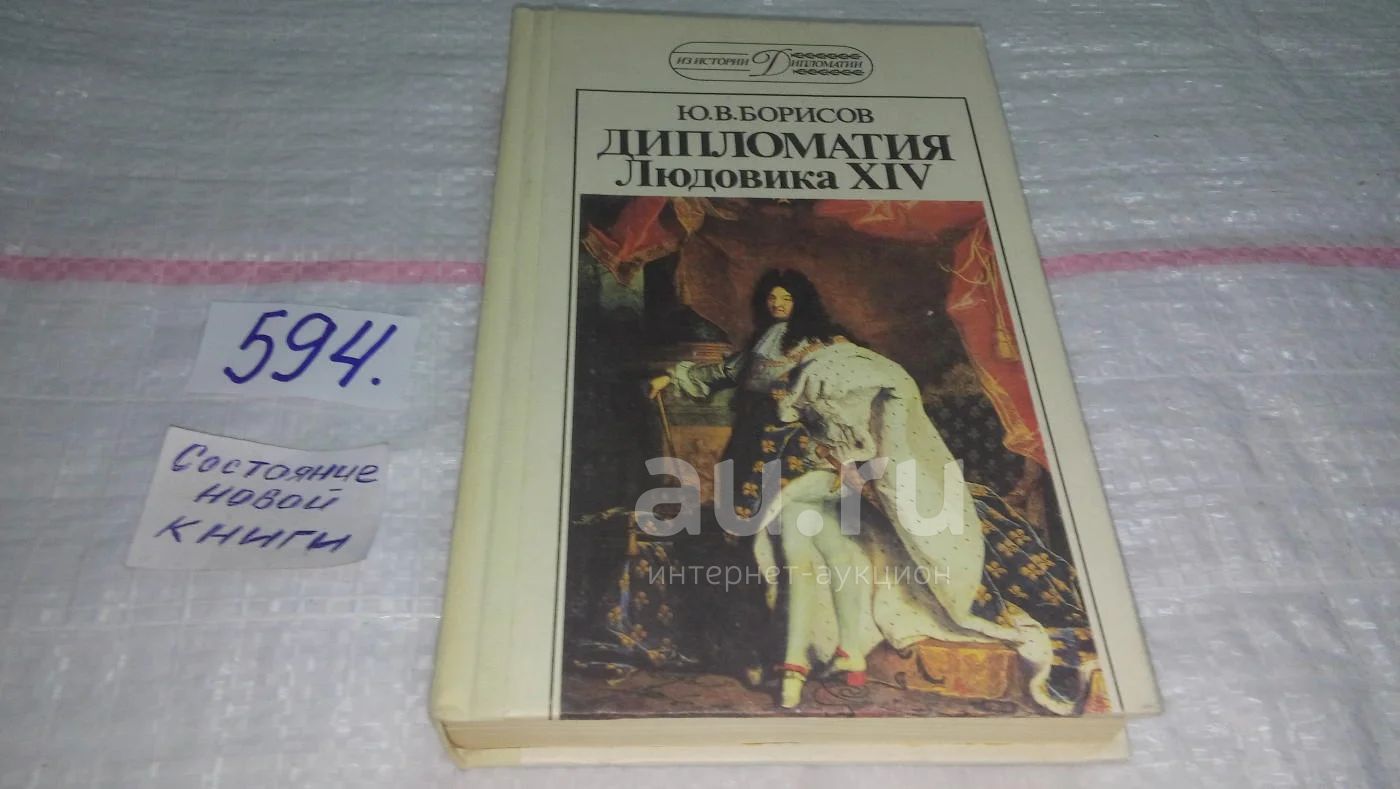 ИЗ ИСТОРИИ ДИПЛОМАТИИ
Ю.В.БОРИСОВ
ДИПЛОМАТИЯ
Людовика XIV
594.
Состояние
новой
книги
au.ru
интернет-аукцион